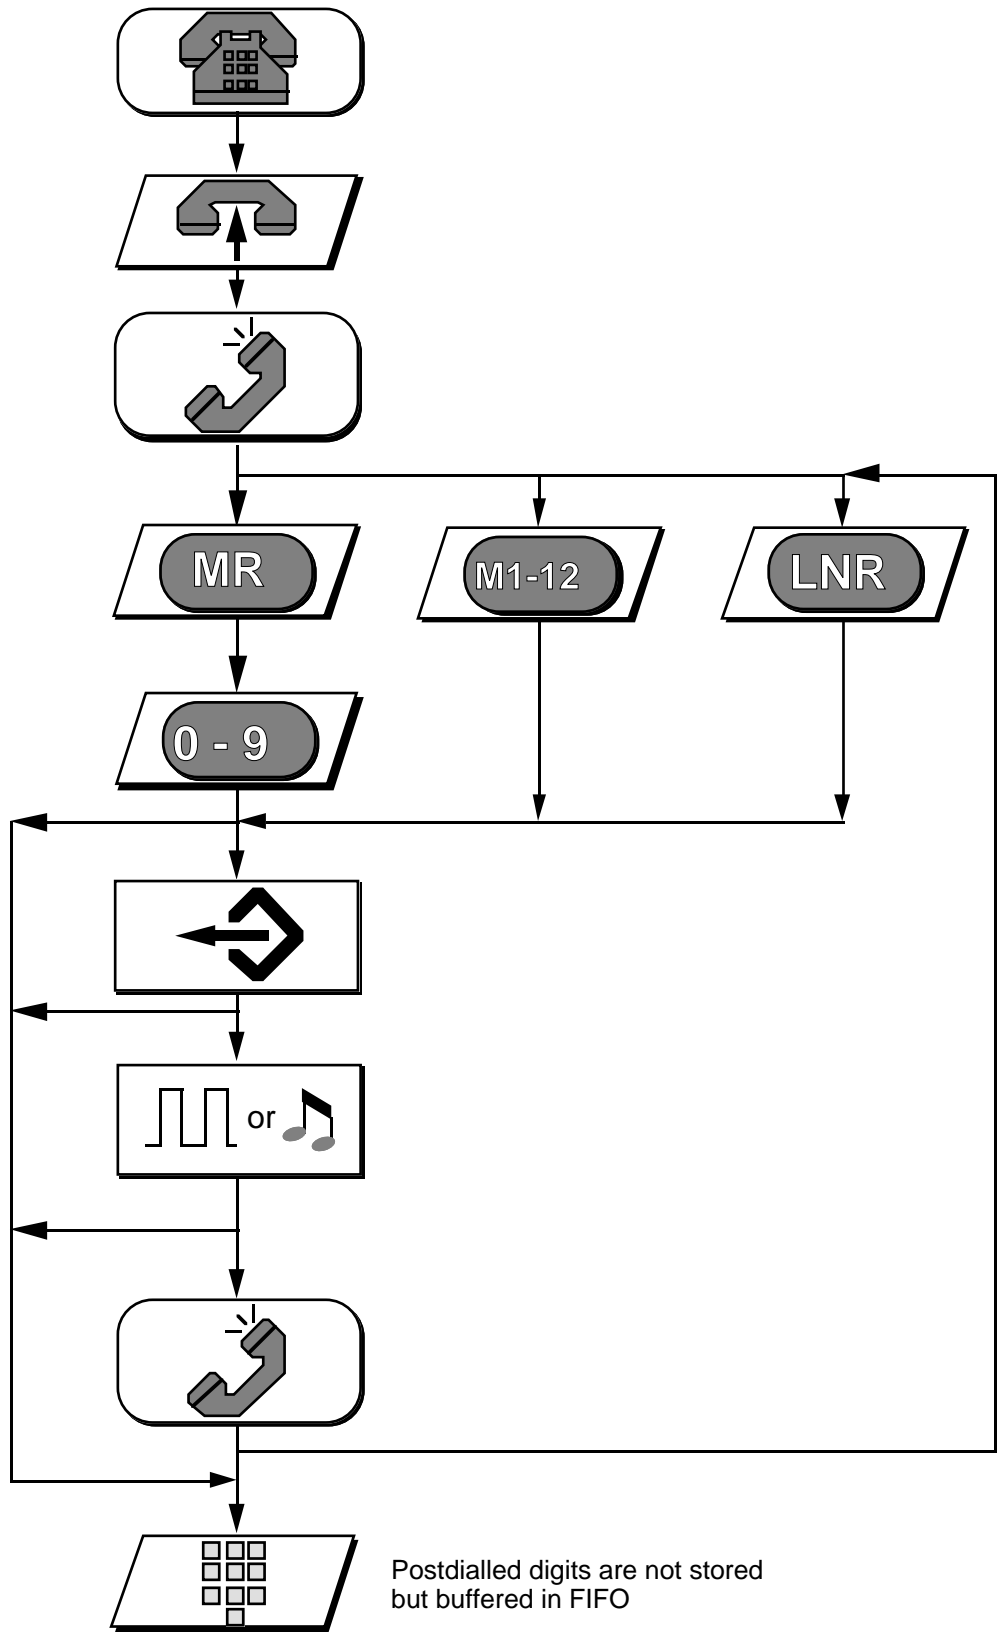 MR
M1-12
LNR
0 - 9
or
Postdialled digits are not stored
but buffered in FIFO